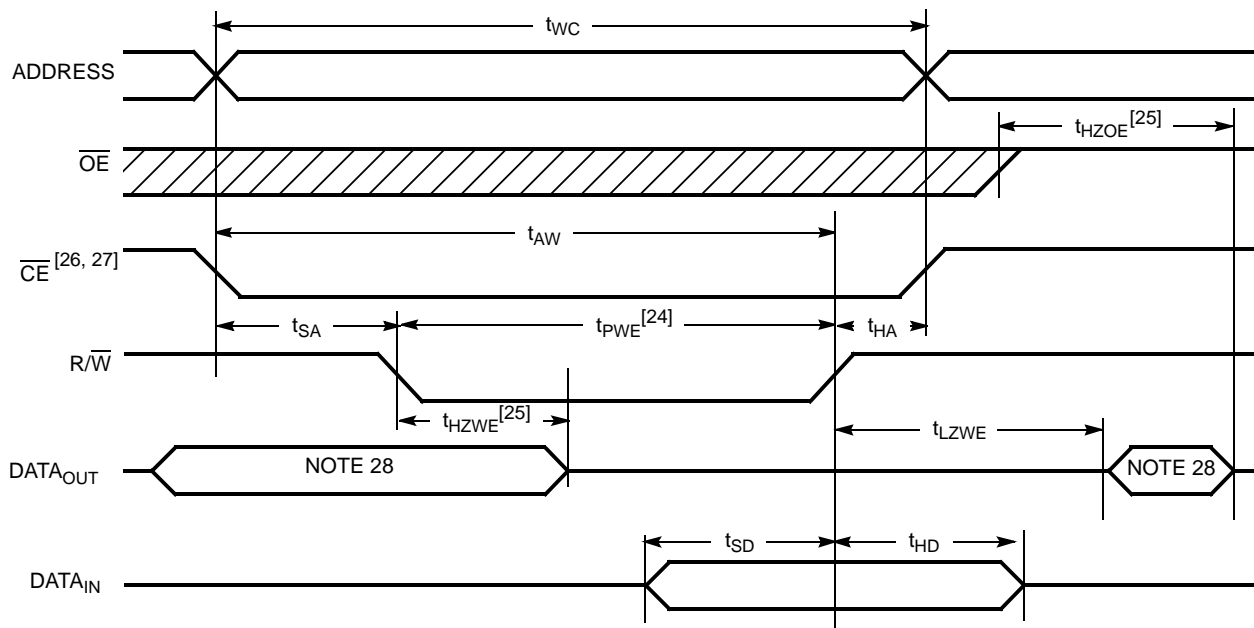 tWC
ADDRESS
tHZOE[25]
OE
tAW
CE [26, 27]
tSA
tPWE[24]
tHA
R/W
tHZWE[25]
tLZWE
DATAOUT
NOTE 28
NOTE 28
tSD
tHD
DATAIN